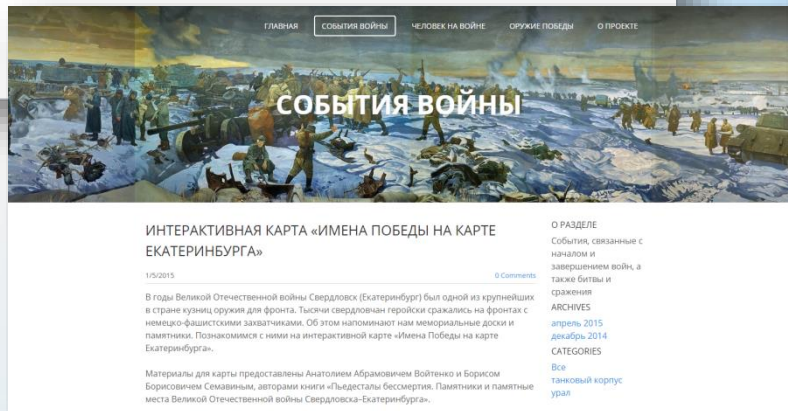 ГЛАВНАЯ СОБЫТИЯ ВОЙНЫ ЧЕЛОВЕК НА ВОЙНЕ ОРУЖИЕ ПОБЕДЫ О ПРОЕКТЕ
СОБЫТИЯ ВОЙНЫ
ИНТЕРАКТИВНАЯ КАРТА «ИМЕНА ПОБЕДЫ НА КАРТЕ
ЕКАТЕРИНБУРГА»
1/5/2015 0 Comments
В годы Великой Отечественной войны Свердловск (Екатеринбург) был одной из крупнейших
в стране кузниц оружия для фронта. Тысячи свердловчан геройски сражались на фронтах с
немецко-фашистскими захватчиками. Об этом напоминают нам мемориальные доски и
памятники. Познакомимся с ними на интерактивной карте «Имена Победы на карте
Екатеринбурга».
Материалы для карты предоставлены Анатолием Абрамовичем Войтенко и Борисом
Борисовичем Семавиным, авторами книги «Пьедесталы бессмертия. Памятники и памятные
места Великой Отечественной войны Свердловска–Екатеринбурга».
О РАЗДЕЛЕ
События, связанные с
началом и
завершением войн, а
также битвы и
сражения
ARCHIVES
апрель 2015
декабрь 2014
CATEGORIES
Все
танковый корпус
урал